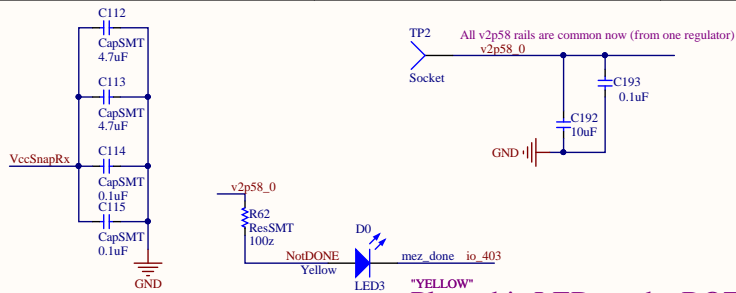 C112
CapSMT
4.7uF
C113
CapSMT
4.7uF
VccSnapRx
C114
CapSMT
0.1uF
C115
CapSMT
0.1uF
GND
TP2
All v2p58 rails are common now (from one regulator)
v2p58_0
Socket
C193
0.1uF
C192
10uF
GND
v2p58_0
R62
ResSMT
100z
D0
NotDONE
mez_done
io_403
Yellow
LED3
"YELLOW"